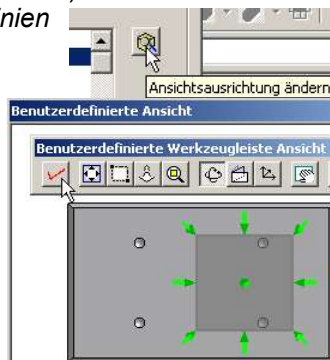 inien
Ansichtsausrichtung ändern
Benutzerdefinierte Ansicht
Benutzerdefinierte Werkzeugleiste Ansicht